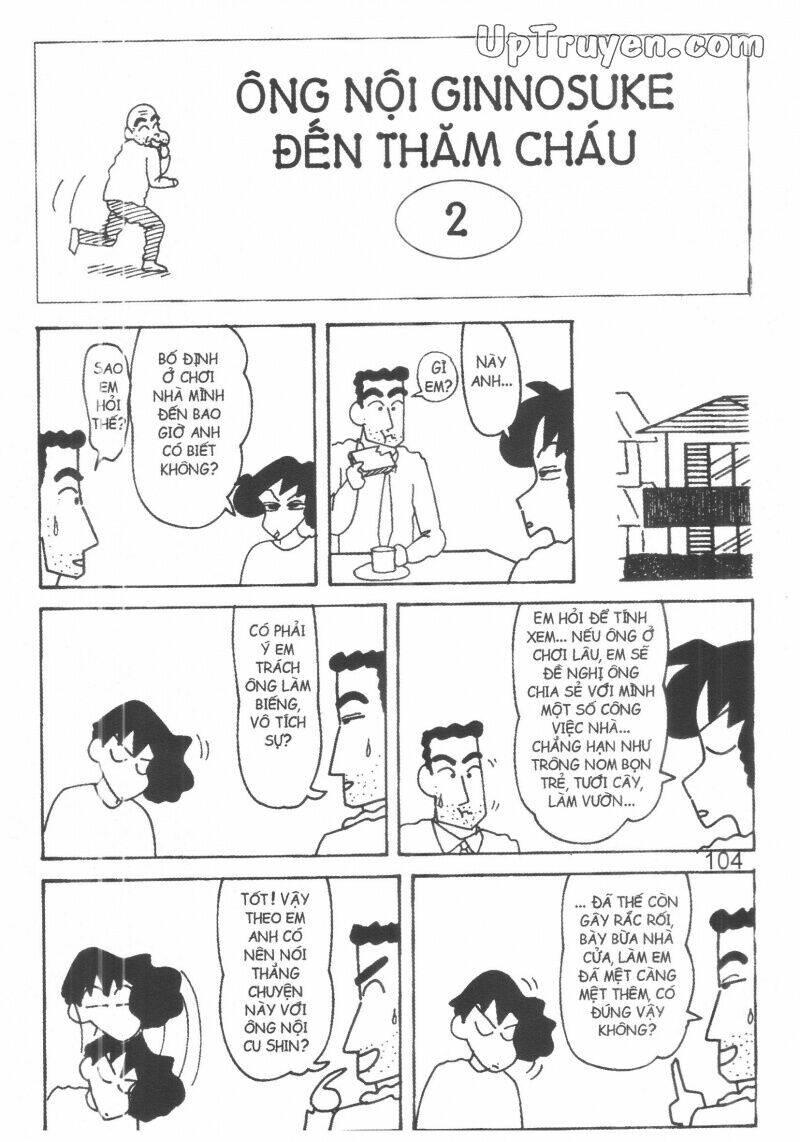 UpTruyen.com
ÔNG NỘI GINNOSUKE
ĐẾN THĂM CHÁU
2
NÀY
ANH...
GÌ
EM?
BỐ ĐỊNH
Ở CHƠI
NHÀ MÌNH
ĐẾN BAO
GIỜ ANH
CÓ BIẾT
KHÔNG?
SAO
EM
HỎI
THẾ?
EM HỎI ĐỂ TÍNH
XEM... NẾU ÔNG Ở
CHƠI LÂU, EM SẼ
ĐỀ NGHỊ ÔNG
CHIA SẺ VỚI MÌNH
MỘT SỐ CÔNG
VIỆC NHÀ...
CHẲNG HẠN NHƯ
TRÔNG NOM BỌN
TRẺ, TƯỚI CÂY,
LÀM VƯỜN...
CÓ PHẢI
Ý EM
TRÁCH
ÔNG LÀM
BIẾNG,
VÔ TÍCH
SỰ?
104
... ĐÃ THẾ CÒN
GÂY RẮC RỐI,
BÀY BỪA NHÀ
CỬA, LÀM EM
ĐÃ MỆT CÀNG
MỆT THÊM, CÓ
ĐÚNG VẬY
KHÔNG?
TỐT! VẬY
THEO EM
ANH CÓ
NÊN NÓI
THẲNG
CHUYỆN
NÀY VỚI
ÔNG NỘI
CU SHIN?